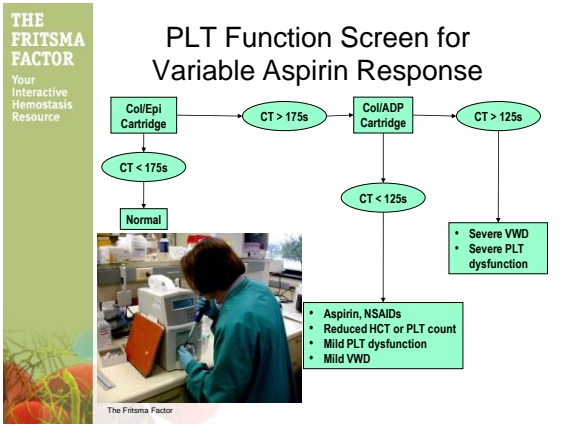 THE
FRITSMA
FACTOR
Your
Interactive
Hemostasis
Resource
PLT Function Screen for
Variable Aspirin Response
Col/Epi
Cartridge
CT > 175s
Col/ADP
Cartridge
CT > 125s
CT < 175s
CT < 125s
Normal
• Severe VWD
• Severe PLT
dysfunction
• Aspirin, NSAIDs
• Reduced HCT or PLT count
• Mild PLT dysfunction
• Mild VWD
The Fritsma Factor